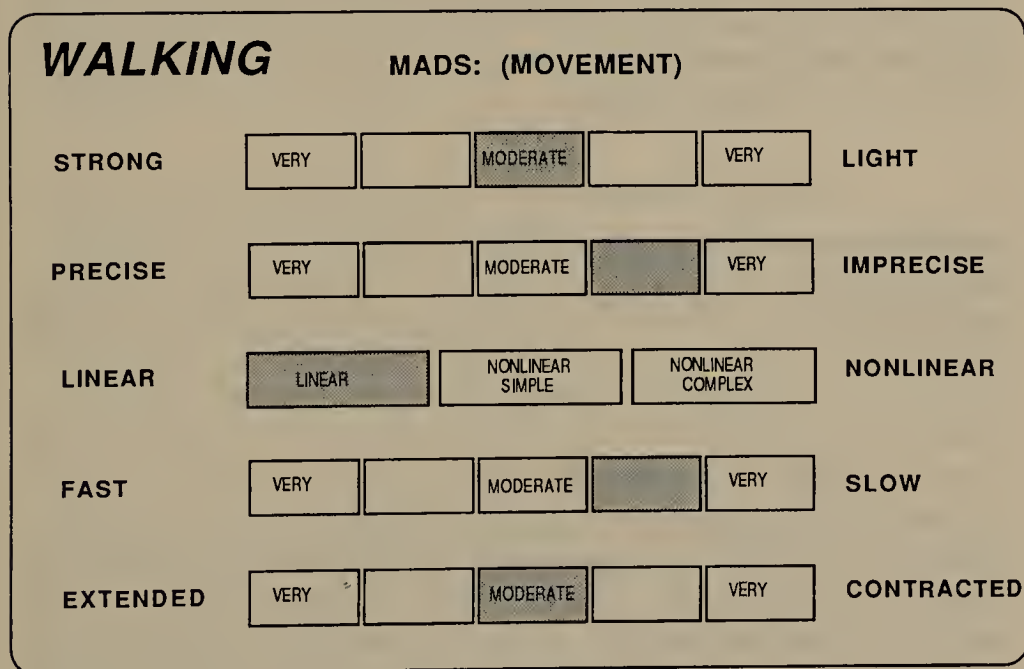 WALKING MADS: (MOVEMENT)
STRONG VERY MODERATE VERY LIGHT
PRECISE VERY MODERATE VERY IMPRECISE
LINEAR LINEAR NONLINEAR SIMPLE NONLINEAR COMPLEX NONLINEAR
FAST VERY MODERATE VERY SLOW
EXTENDED VERY MODERATE VERY CONTRACTED